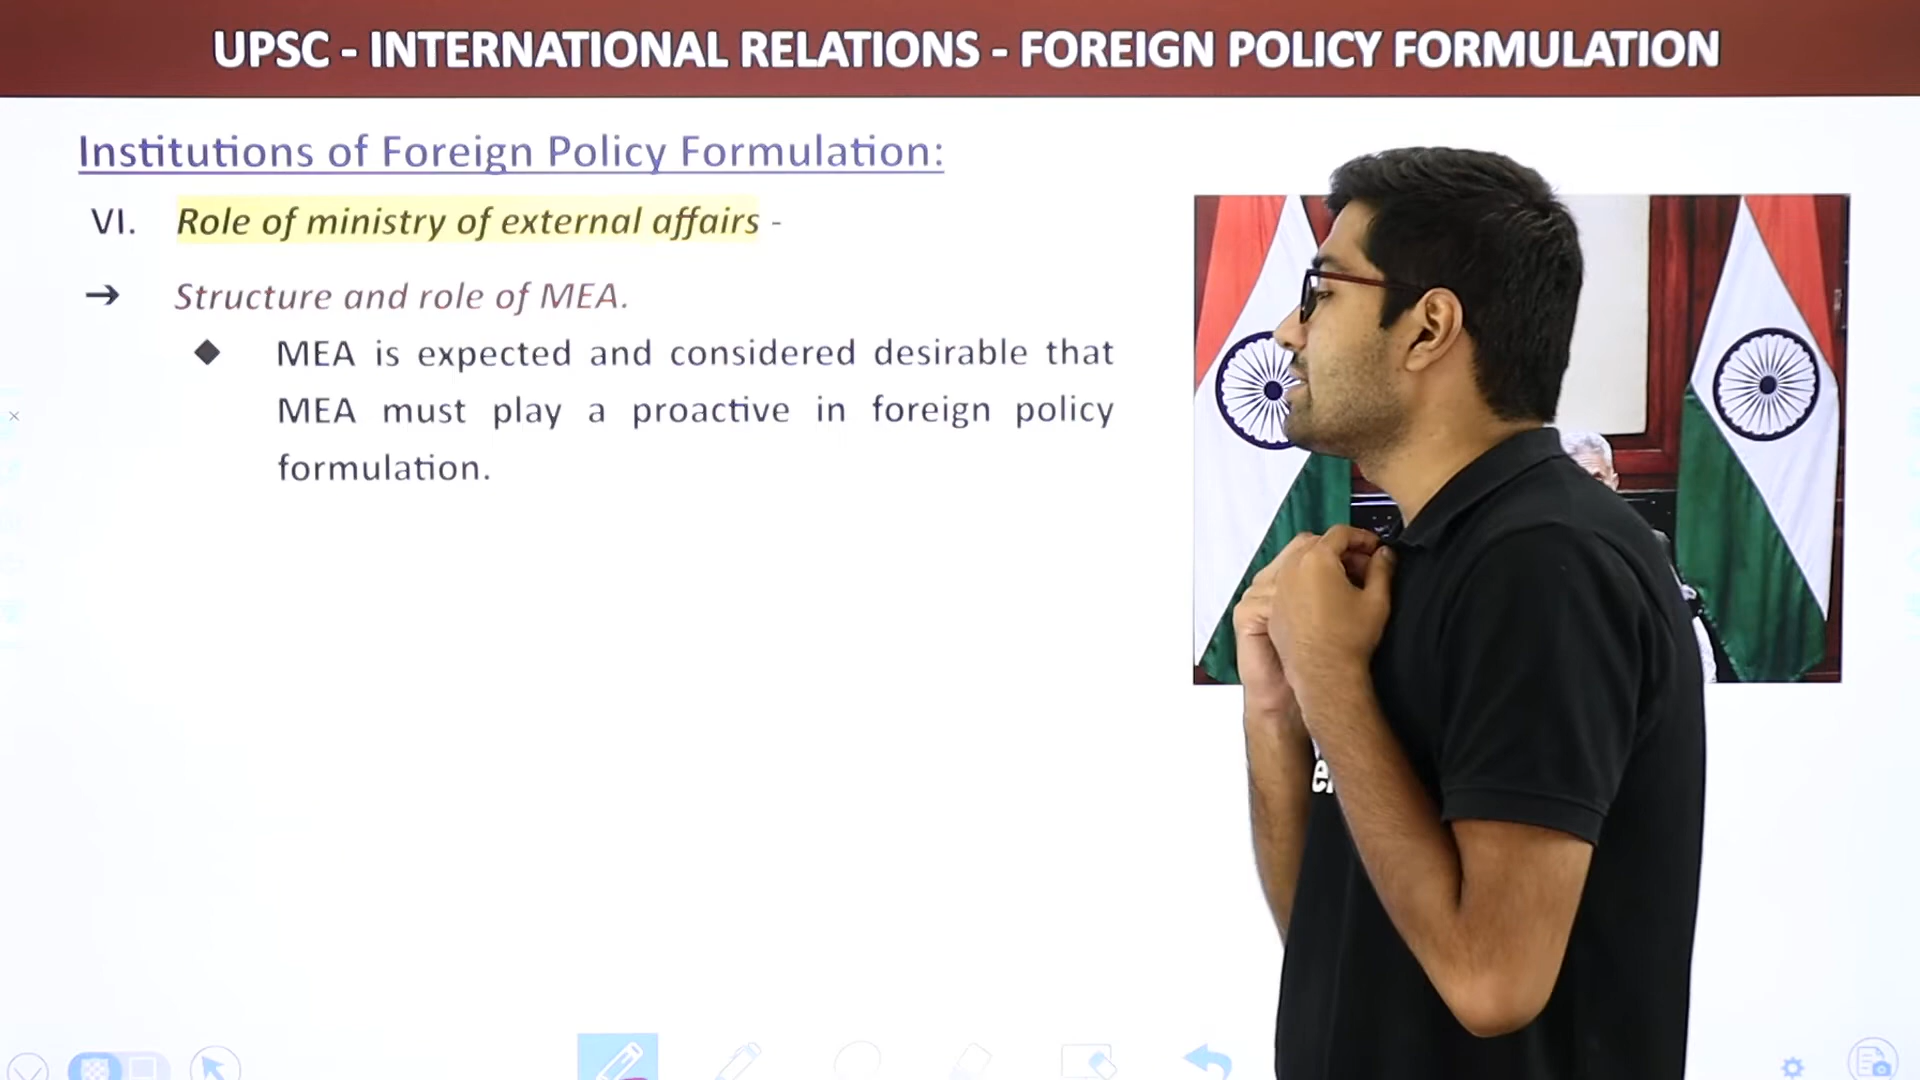 UPSC - INTERNATIONAL RELATIONS - FOREIGN POLICY FORMULATION
Institutions of Foreign Policy Formulation:
VI. Role of ministry of external affairs -
➔ Structure and role of MEA.
◆ MEA is expected and considered desirable that
MEA must play a proactive in foreign policy
formulation.